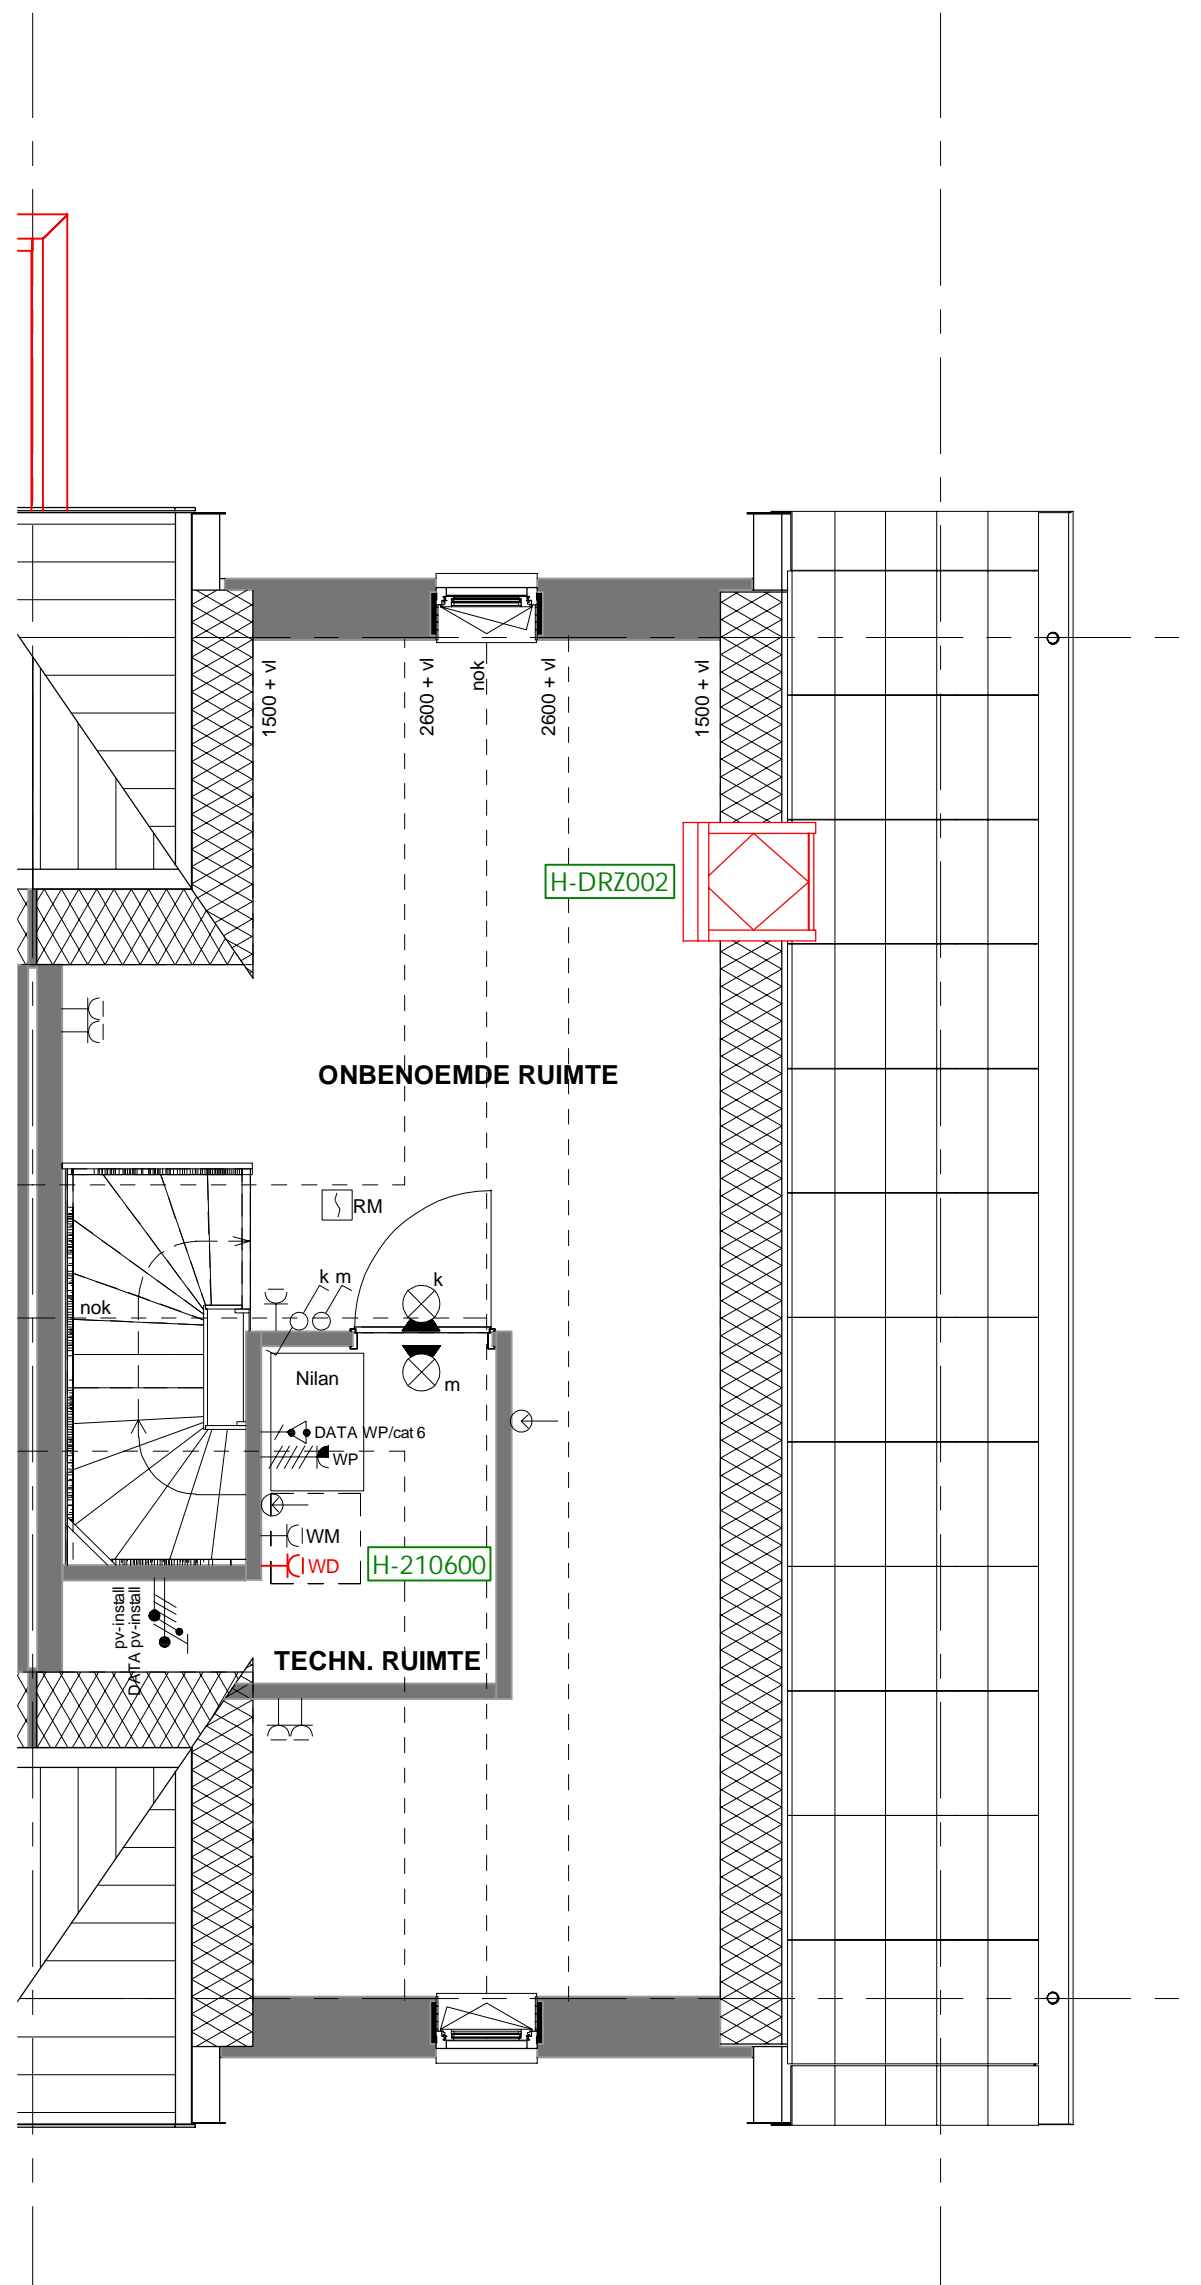 1500 + vl
2600 + vl
nok
2600 + vl
1500 + vl
H-DRZ002
ONBENOEMDE RUIMTE
RM
k m
k
nok
Nilan
m
DATA WP/cat 6
WP
WM
WD
H-210600
pv-install
DATA pv-install
TECHN. RUIMTE